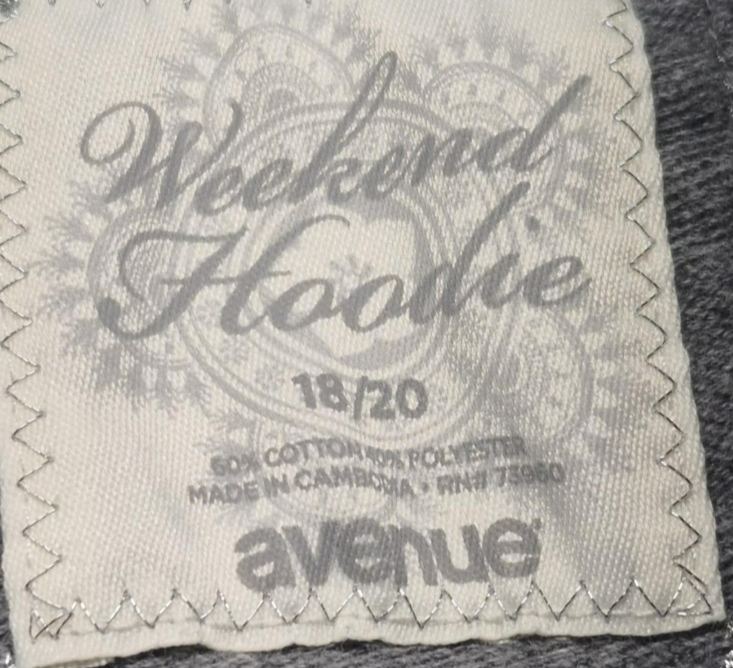 Weekend
Hoodie
18/20
60% COTTON 40% POLYESTER
MADE IN CAMBODIA • RN# 73960
avenue